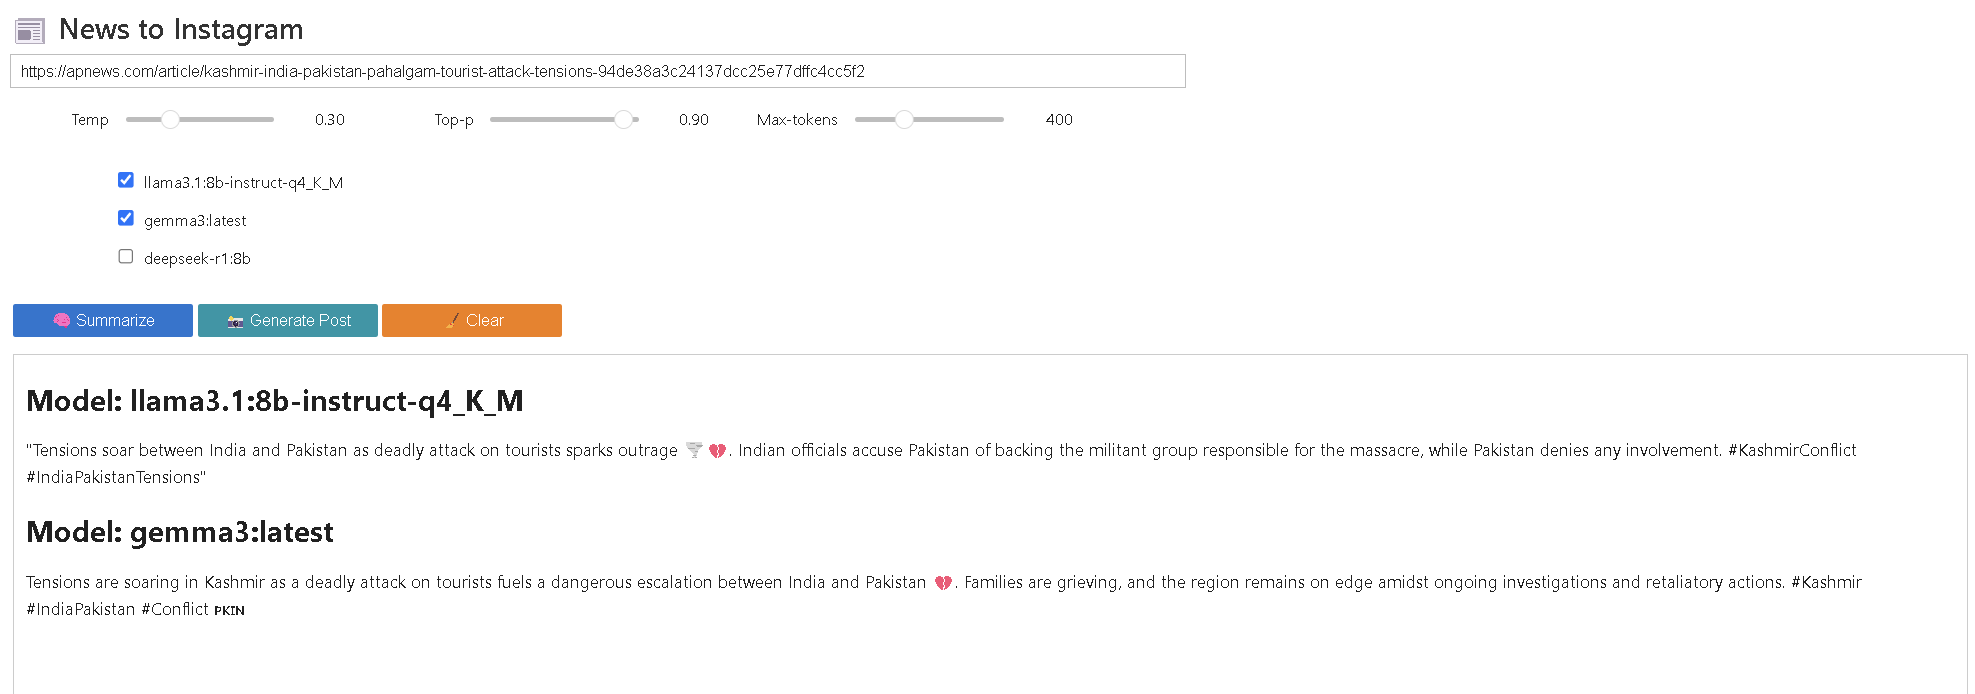 News to Instagram
https://apnews.com/article/kashmir-india-pakistan-pahalgam-tourist-attack-tensions-94de38a3c24137dcc25e77dffc4cc5f2
Temp 0.30 Top-p 0.90 Max-tokens 400
llama3.1:8b-instruct-q4_K_M
gemma3:latest
deepseek-r1:8b
🧠 Summarize 📸 Generate Post 🧹 Clear
Model: llama3.1:8b-instruct-q4_K_M
"Tensions soar between India and Pakistan as deadly attack on tourists sparks outrage 🌪️💔. Indian officials accuse Pakistan of backing the militant group responsible for the massacre, while Pakistan denies any involvement. #KashmirConflict
#IndiaPakistanTensions"
Model: gemma3:latest
Tensions are soaring in Kashmir as a deadly attack on tourists fuels a dangerous escalation between India and Pakistan 💔. Families are grieving, and the region remains on edge amidst ongoing investigations and retaliatory actions. #Kashmir
#IndiaPakistan #Conflict PKIN